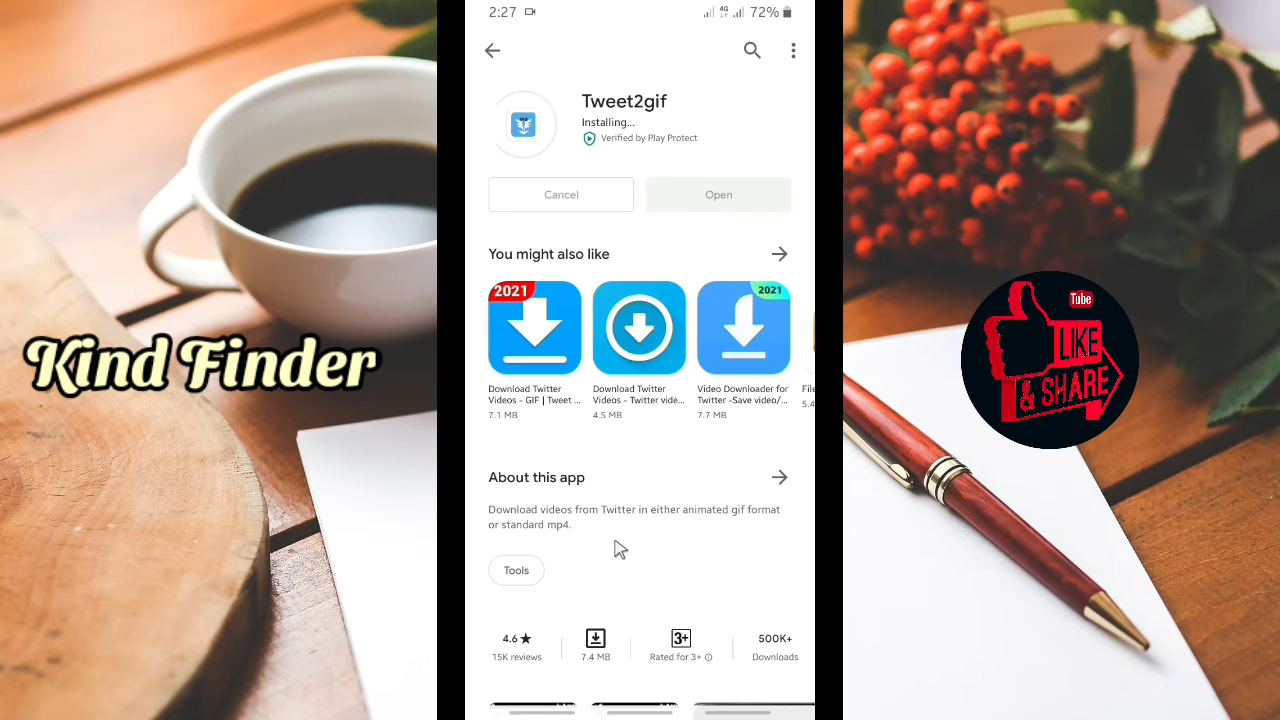 2:27
4G
72%
Tweet2gif
Installing...
Verified by Play Protect
Cancel
Open
You might also like
2021
2021
Download Twitter
Videos - GIF | Tweet ...
7.1 MB
Download Twitter
Videos - Twitter vide...
4.5 MB
Video Downloader for
Twitter -Save video/...
7.7 MB
File
5.4
About this app
Download videos from Twitter in either animated gif format
or standard mp4.
Tools
4.6★
15K reviews
7.4 MB
3+
Rated for 3+
500K+
Downloads
Kind Finder
Tube
LIKE
& SHARE